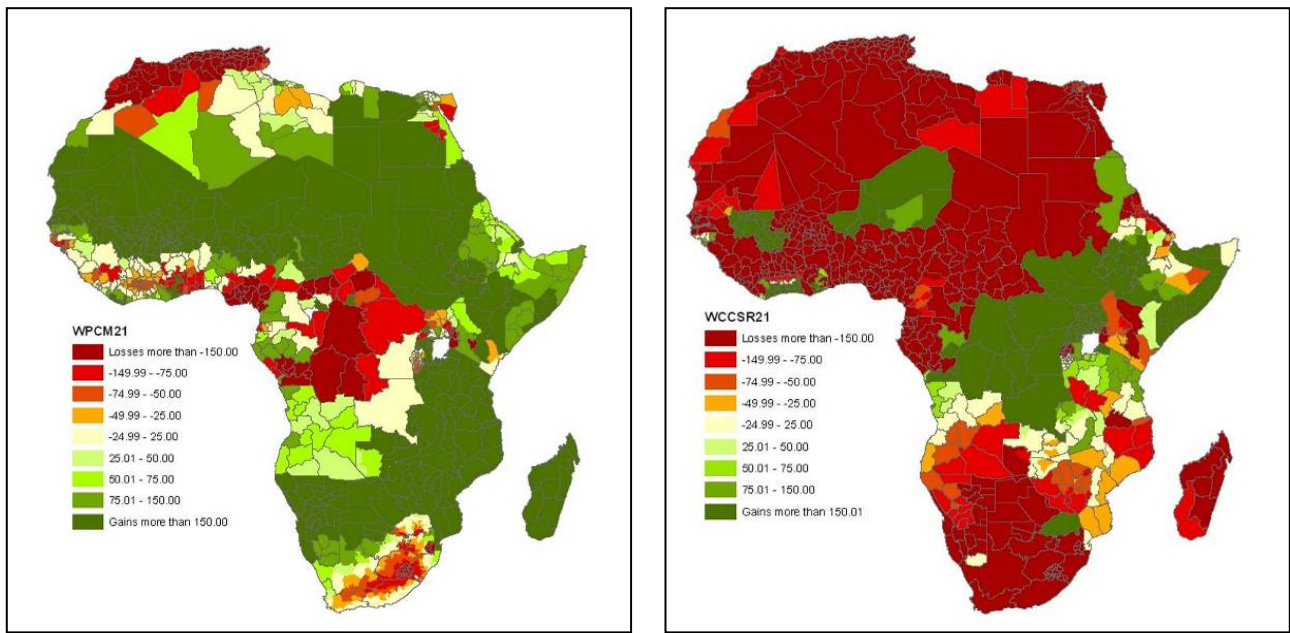 WPCM21
Losses more than -150.00
-149.99 - -75.00
-74.99 - -50.00
-49.99 - -25.00
-24.99 - 25.00
25.01 - 50.00
50.01 - 75.00
75.01 - 150.00
Gains more than 150.00
WCCSR21
Losses more than -150.00
-149.99 - -75.00
-74.99 - -50.00
-49.99 - -25.00
-24.99 - 25.00
25.01 - 50.00
50.01 - 75.00
75.01 - 150.00
Gains more than 150.01